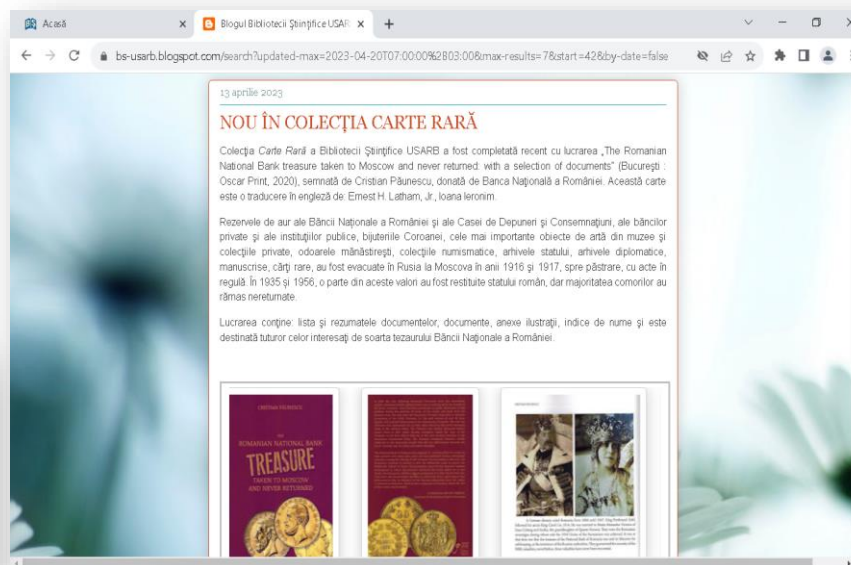 Acasă
Blogul Bibliotecii Științifice USAR
bs-usarb.blogspot.com/search?updated-max=2023-04-20T07:00:00%2B03:00&max-results=7&start=42&by-date=false
13 aprilie 2023
NOU ÎN COLECȚIA CARTE RARĂ
Colecția Carte Rară a Bibliotecii Științifice USARB a fost completată recent cu lucrarea „The Romanian
National Bank treasure taken to Moscow and never returned: with a selection of documents" (București :
Oscar Print, 2020), semnată de Cristian Păunescu, donată de Banca Națională a României. Această carte
este o traducere în engleză de: Ernest H. Latham, Jr., Ioana Ieronim.
Rezervele de aur ale Băncii Naționale a României și ale Casei de Depuneri și Consemnațiuni, ale băncilor
private și ale instituțiilor publice, bijuteriile Coroanei, cele mai importante obiecte de artă din muzee și
colecțiile private, odoarele mănăstirești, colecțiile numismatice, arhivele statului, arhivele diplomatice,
manuscrise, cărți rare, au fost evacuate în Rusia la Moscova în anii 1916 și 1917, spre păstrare, cu acte în
regulă. În 1935 și 1956, o parte din aceste valori au fost restituite statului român, dar majoritatea comorilor au
rămas nereturnate.
Lucrarea conține: lista și rezumatele documentelor, documente, anexe ilustrații, indice de nume și este
destinată tuturor celor interesați de soarta tezaurului Băncii Naționale a României.
CRISTIAN PĂUNESCU
THE
ROMANIAN NATIONAL BANK
TREASURE
TAKEN TO MOSCOW
AND NEVER RETURNED